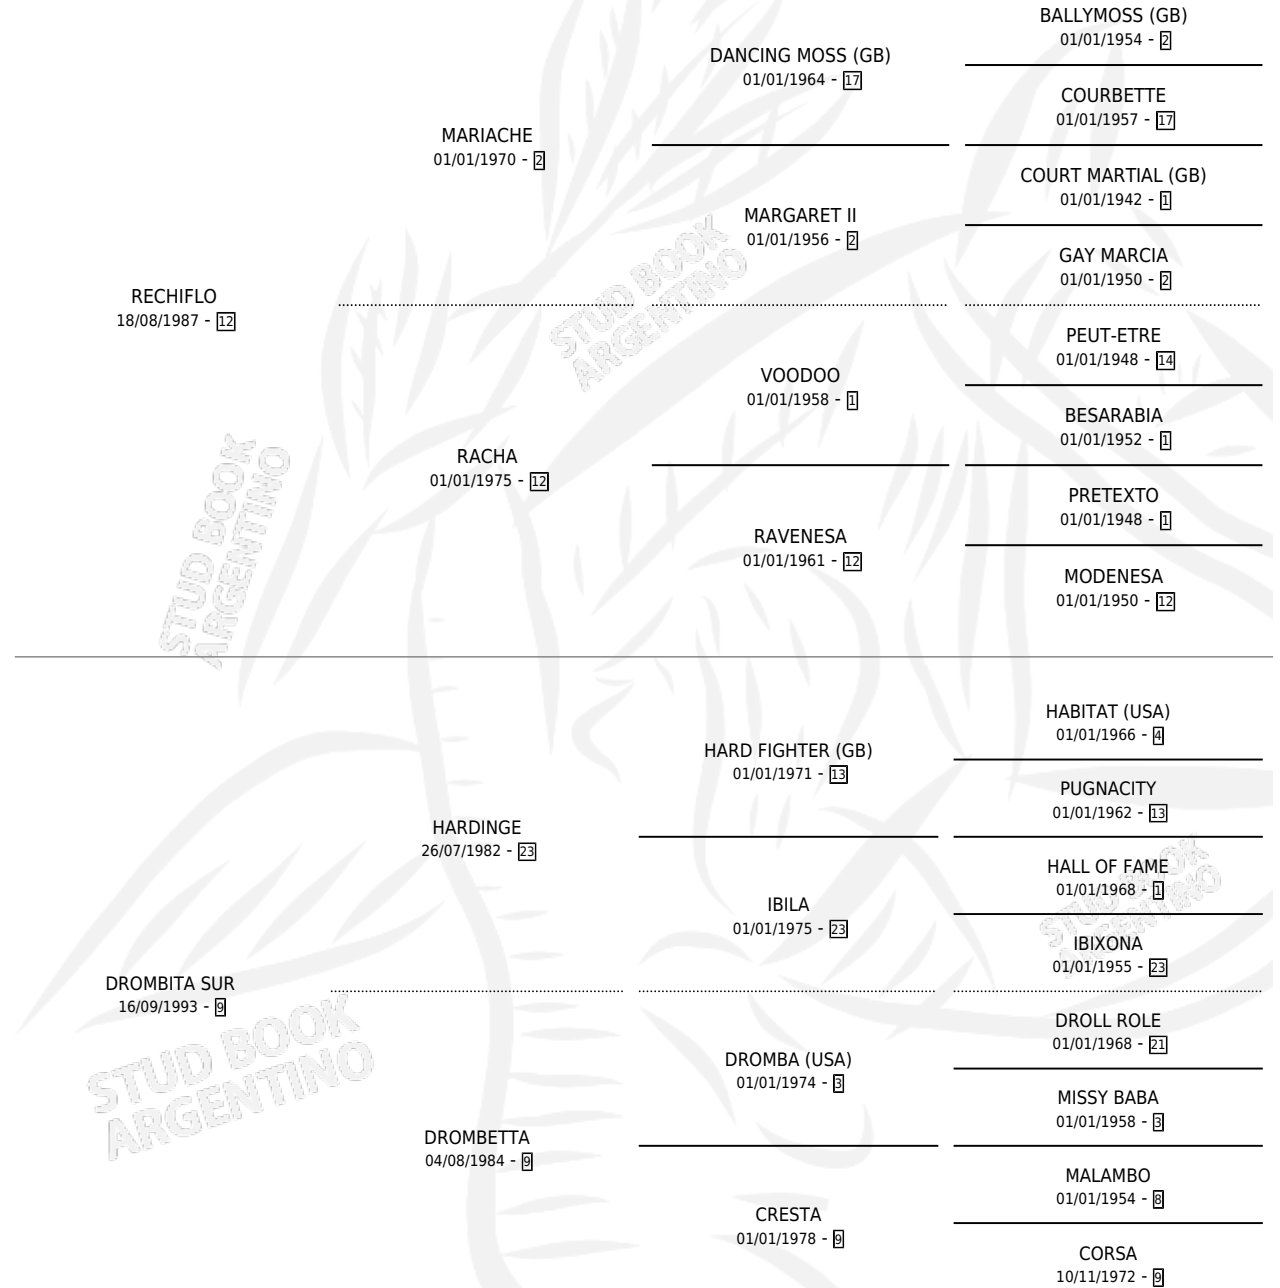 BALLYMOSS (GB)
01/01/1954 - 2
DANCING MOSS (GB)
01/01/1964 - 17
COURBETTE
01/01/1957 - 17
MARIACHE
01/01/1970 - 2
COURT MARTIAL (GB)
01/01/1942 - 1
MARGARET II
01/01/1956 - 2
GAY MARCIA
01/01/1950 - 2
RECHIFLO
18/08/1987 - 12
PEUT-ETRE
01/01/1948 - 14
VOODOO
01/01/1958 - 1
BESARABIA
01/01/1952 - 1
RACHA
01/01/1975 - 12
PRETEXTO
01/01/1948 - 1
RAVENESA
01/01/1961 - 12
MODENESA
01/01/1950 - 12
STUD BOOK
ARGENTINO
STUD BOOK
ARGENTINO
HABITAT (USA)
01/01/1966 - 4
HARD FIGHTER (GB)
01/01/1971 - 13
PUGNACITY
01/01/1962 - 13
HARDINGE
26/07/1982 - 23
HALL OF FAME
01/01/1968 - 1
IBILA
01/01/1975 - 23
IBIXONA
01/01/1955 - 23
STUD BOOK
ARGENTINO
DROMBITA SUR
16/09/1993 - 9
DROLL ROLE
01/01/1968 - 21
DROMBA (USA)
01/01/1974 - 3
MISSY BABA
01/01/1958 - 3
STUD BOOK
ARGENTINO
DROMBETTA
04/08/1984 - 9
MALAMBO
01/01/1954 - 8
CRESTA
01/01/1978 - 9
CORSA
10/11/1972 - 9